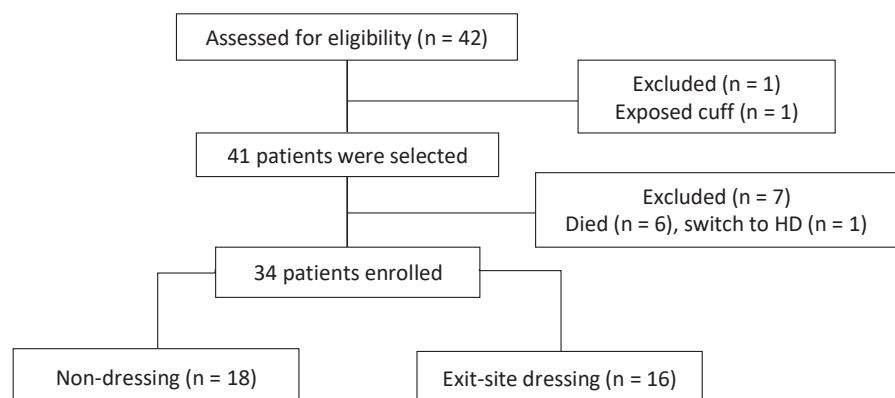 Assessed for eligibility (n = 42)
Excluded (n = 1)
Exposed cuff (n = 1)
41 patients were selected
Excluded (n = 7)
Died (n = 6), switch to HD (n = 1)
34 patients enrolled
Non-dressing (n = 18)
Exit-site dressing (n = 16)